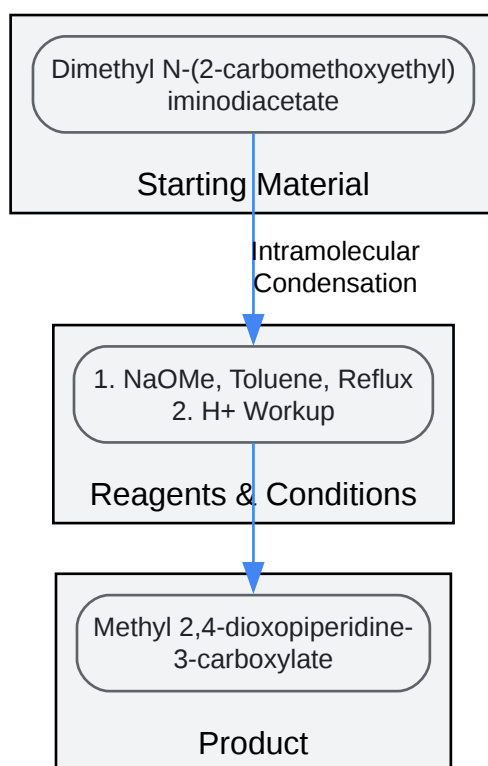 Dimethyl N-(2-carbomethoxyethyl)
iminodiacetate
Starting Material
Intramolecular
Condensation
1. NaOMe, Toluene, Reflux
2. H+ Workup
Reagents & Conditions
Methyl 2,4-dioxopiperidine-
3-carboxylate
Product